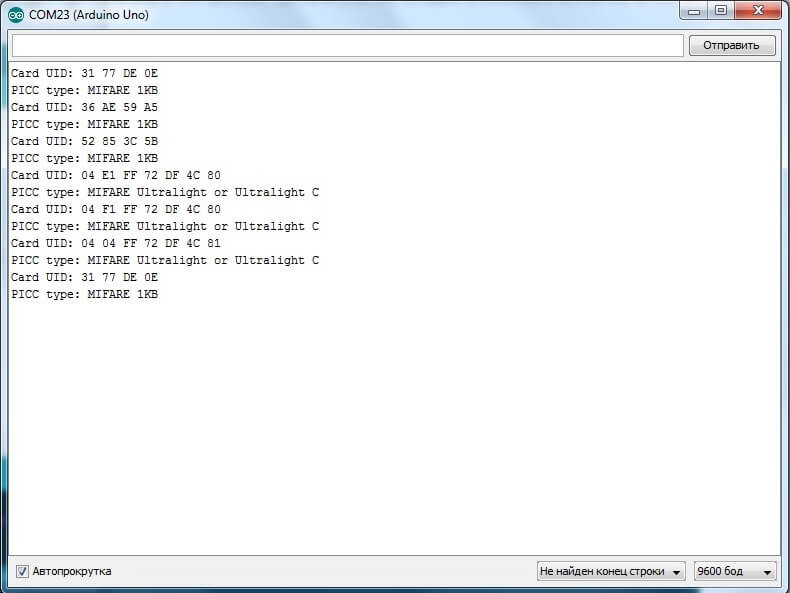 COM23 (Arduino Uno)
Отправить
Card UID: 31 77 DE 0E
PICC type: MIFARE 1KB
Card UID: 36 AE 59 A5
PICC type: MIFARE 1KB
Card UID: 52 85 3C 5B
PICC type: MIFARE 1KB
Card UID: 04 E1 FF 72 DF 4C 80
PICC type: MIFARE Ultralight or Ultralight C
Card UID: 04 F1 FF 72 DF 4C 80
PICC type: MIFARE Ultralight or Ultralight C
Card UID: 04 04 FF 72 DF 4C 81
PICC type: MIFARE Ultralight or Ultralight C
Card UID: 31 77 DE 0E
PICC type: MIFARE 1KB
Автопрокрутка
Не найден конец строки
9600 бод